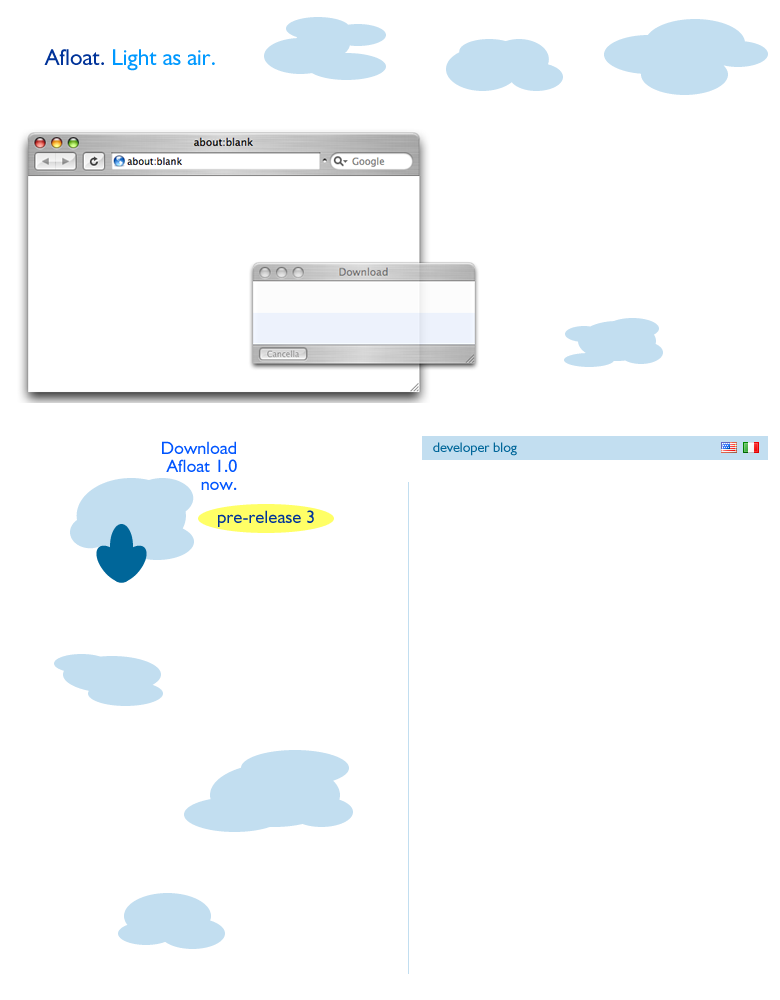 Afloat. Light as air.
about:blank
about:blank
Google
Download
Cancella
Download
Afloat 1.0
now.
pre-release 3
developer blog